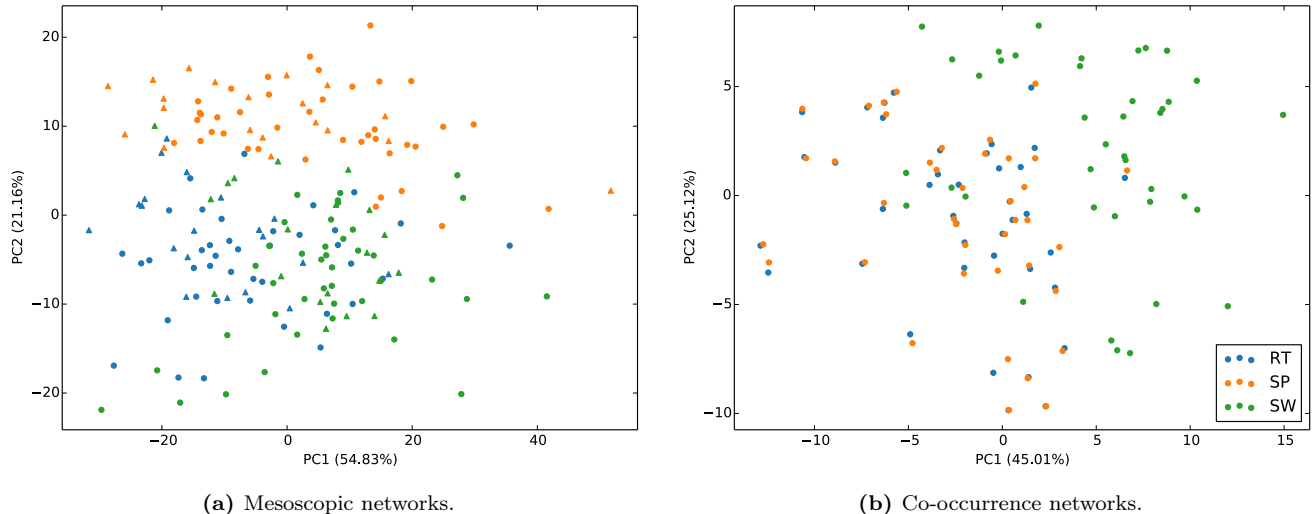 20
10
0
−10
−20
PC2 (21.16%)
−20
0
20
40
PC1 (54.83%)
(a) Mesoscopic networks.
5
0
−5
−10
PC2 (25.12%)
−10
−5
0
5
10
15
PC1 (45.01%)
RT
SP
SW
(b) Co-occurrence networks.